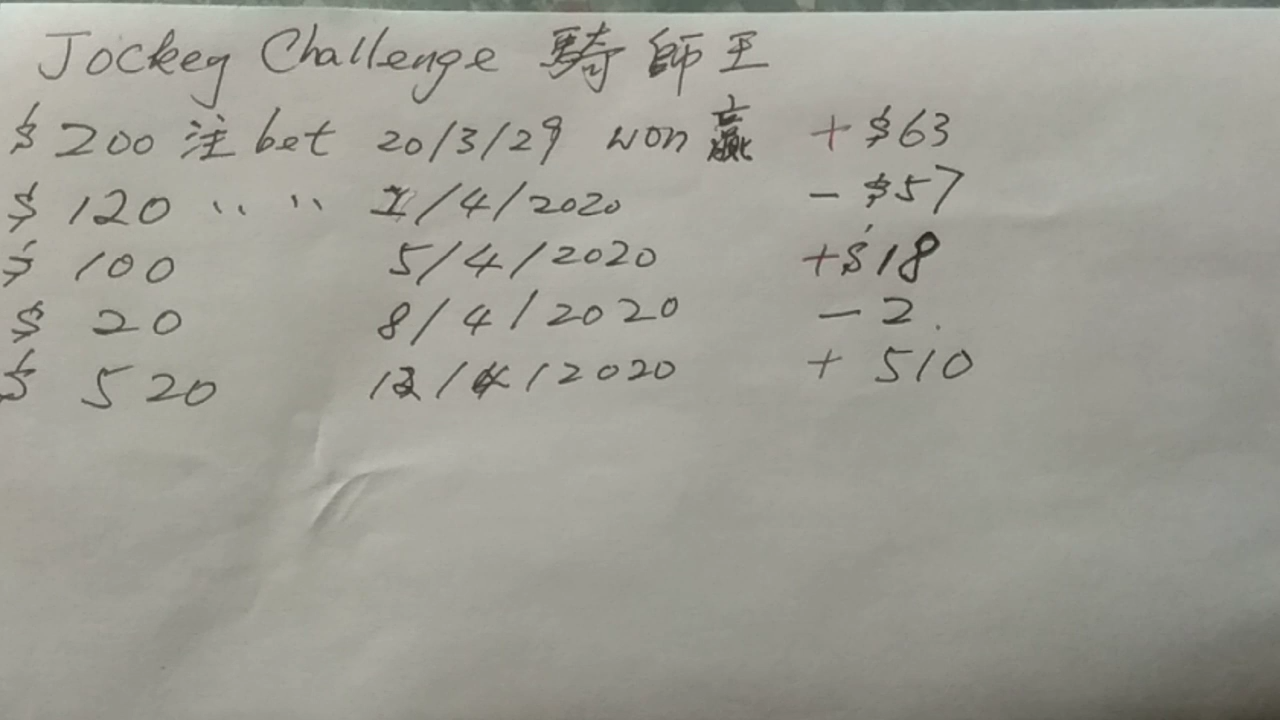 Jockey Challenge 騎師王
$200 注 bet 20/3/29 won 贏 + $63
$120 " " 1/4/2020 - $57
$100 5/4/2020 +$18
$20 8/4/2020 - 2.
$520 12/4/2020 + 510